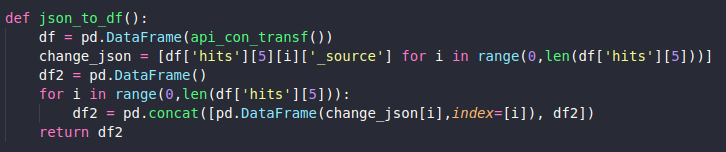 def json_to_df():
    df = pd.DataFrame(api_con_transf())
    change_json = [df['hits'][5][i]['_source'] for i in range(0,len(df['hits'][5]))]
    df2 = pd.DataFrame()
    for i in range(0,len(df['hits'][5])):
        df2 = pd.concat([pd.DataFrame(change_json[i],index=[i]), df2])
    return df2